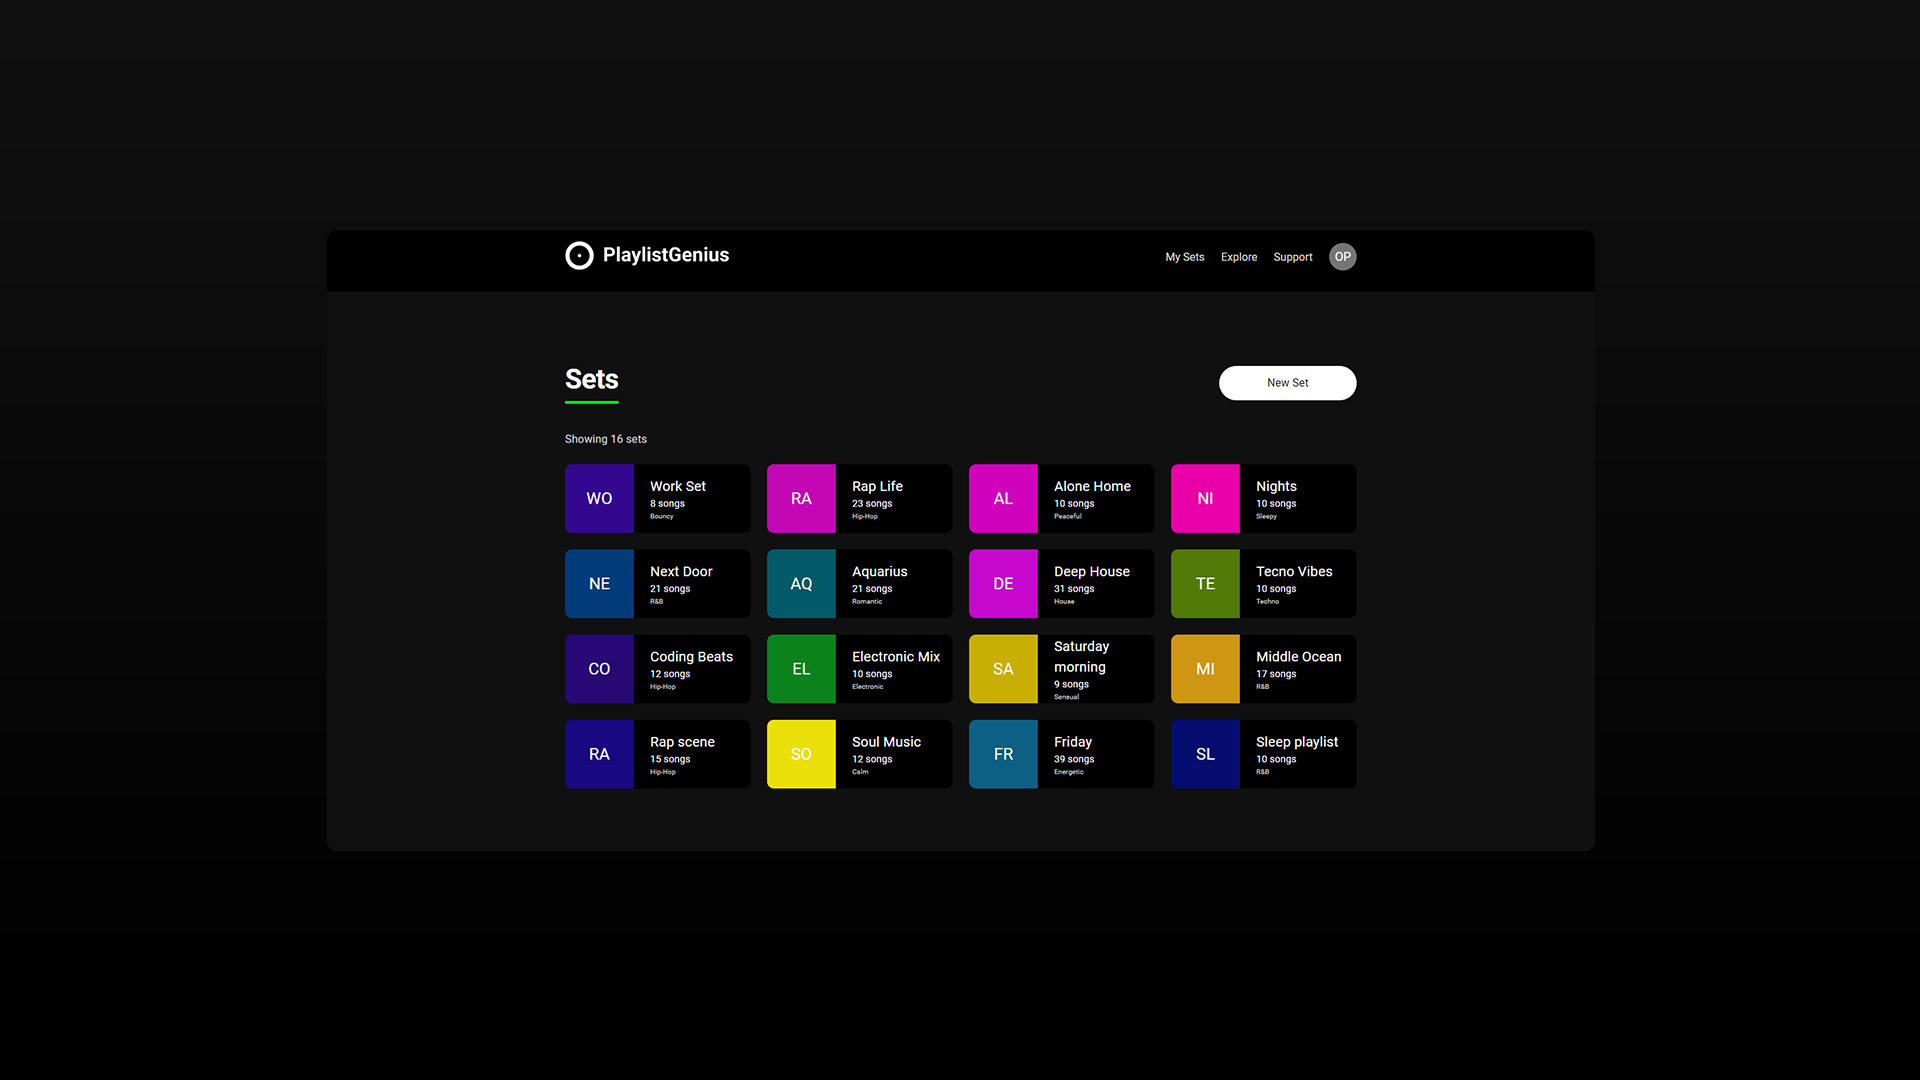 PlaylistGenius
My Sets Explore Support OP
Sets
New Set
Showing 16 sets
WO
Work Set
8 songs
Bouncy
RA
Rap Life
23 songs
Hip-Hop
AL
Alone Home
10 songs
Peaceful
NI
Nights
10 songs
Sleepy
NE
Next Door
21 songs
R&B
AQ
Aquarius
21 songs
Romantic
DE
Deep House
31 songs
House
TE
Tecno Vibes
10 songs
Techno
CO
Coding Beats
12 songs
Hip-Hop
EL
Electronic Mix
10 songs
Electronic
SA
Saturday
morning
9 songs
Sensual
MI
Middle Ocean
17 songs
R&B
RA
Rap scene
15 songs
Hip-Hop
SO
Soul Music
12 songs
Calm
FR
Friday
39 songs
Energetic
SL
Sleep playlist
10 songs
R&B